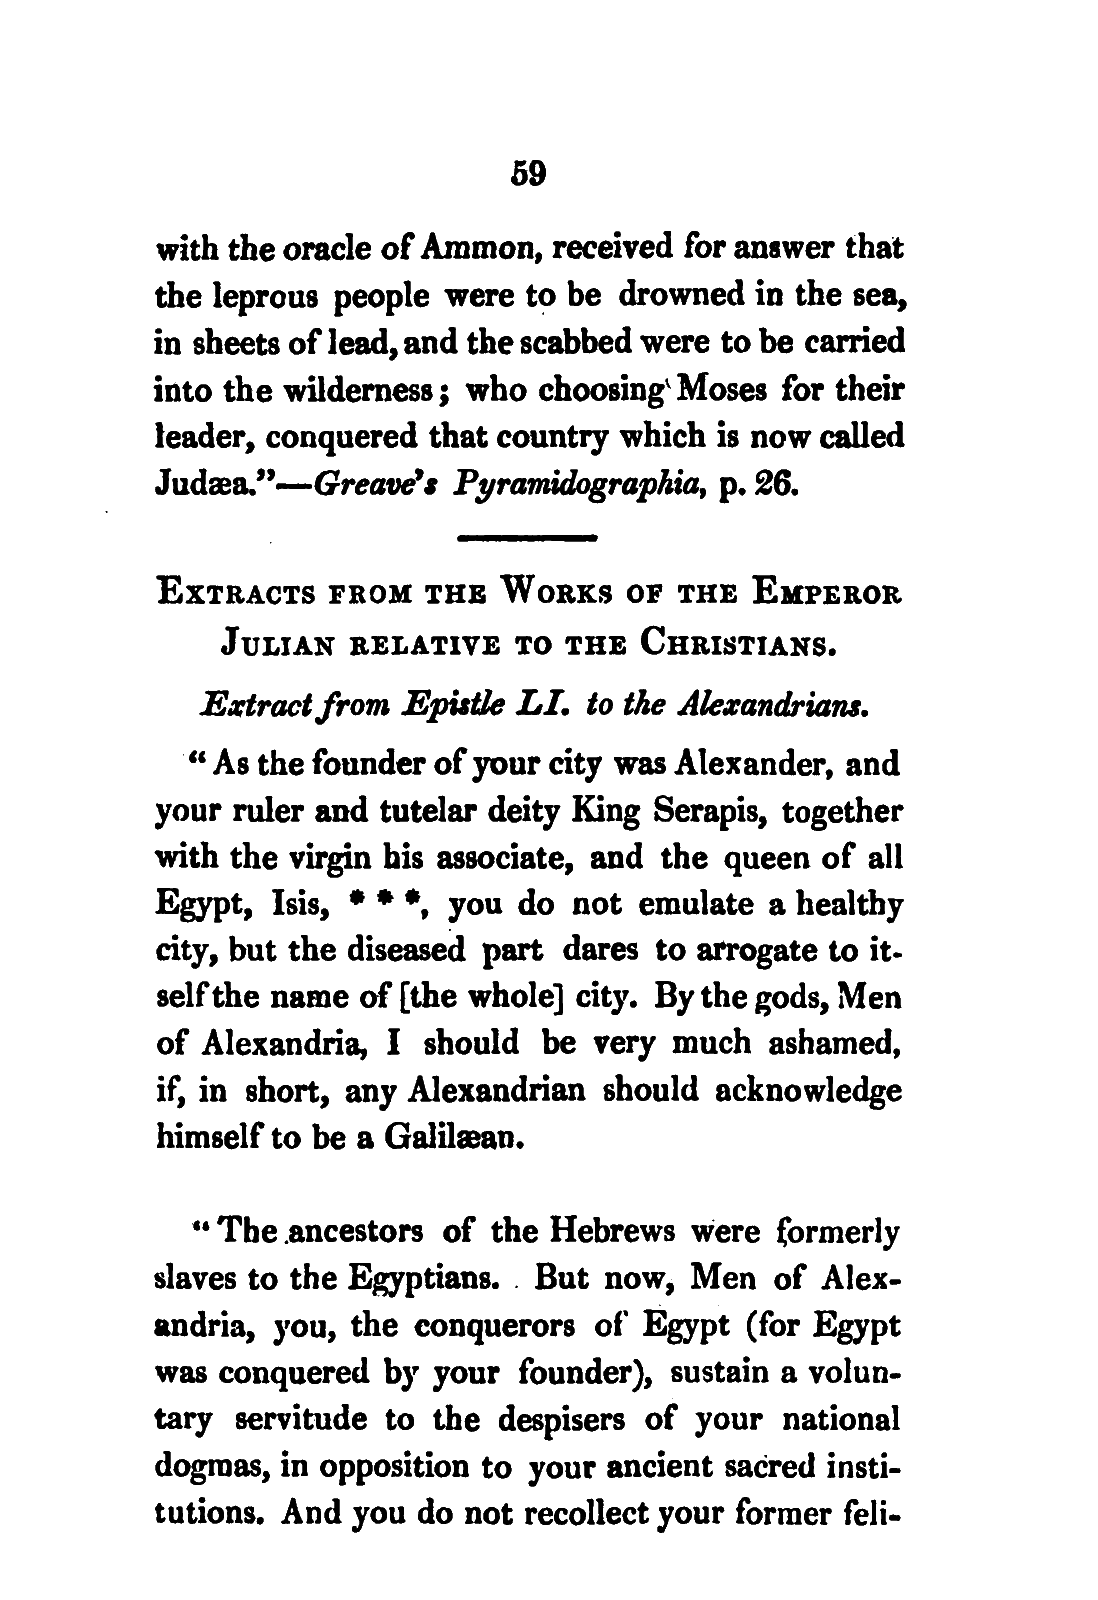 59
with the oracle of Ammon, received for answer that
the leprous people were to be drowned in the sea,
in sheets of lead, and the scabbed were to be carried
into the wilderness; who choosing Moses for their
leader, conquered that country which is now called
Judæa."—Greave's Pyramidographia, p. 26.
EXTRACTS FROM THE WORKS OF THE EMPEROR
JULIAN RELATIVE TO THE CHRISTIANS.
Extract from Epistle LI. to the Alexandrians.
"As the founder of your city was Alexander, and
your ruler and tutelar deity King Serapis, together
with the virgin his associate, and the queen of all
Egypt, Isis, * * *, you do not emulate a healthy
city, but the diseased part dares to arrogate to it-
self the name of [the whole] city. By the gods, Men
of Alexandria, I should be very much ashamed,
if, in short, any Alexandrian should acknowledge
himself to be a Galilæan.
"The ancestors of the Hebrews were formerly
slaves to the Egyptians. But now, Men of Alex-
andria, you, the conquerors of Egypt (for Egypt
was conquered by your founder), sustain a volun-
tary servitude to the despisers of your national
dogmas, in opposition to your ancient sacred insti-
tutions. And you do not recollect your former feli-